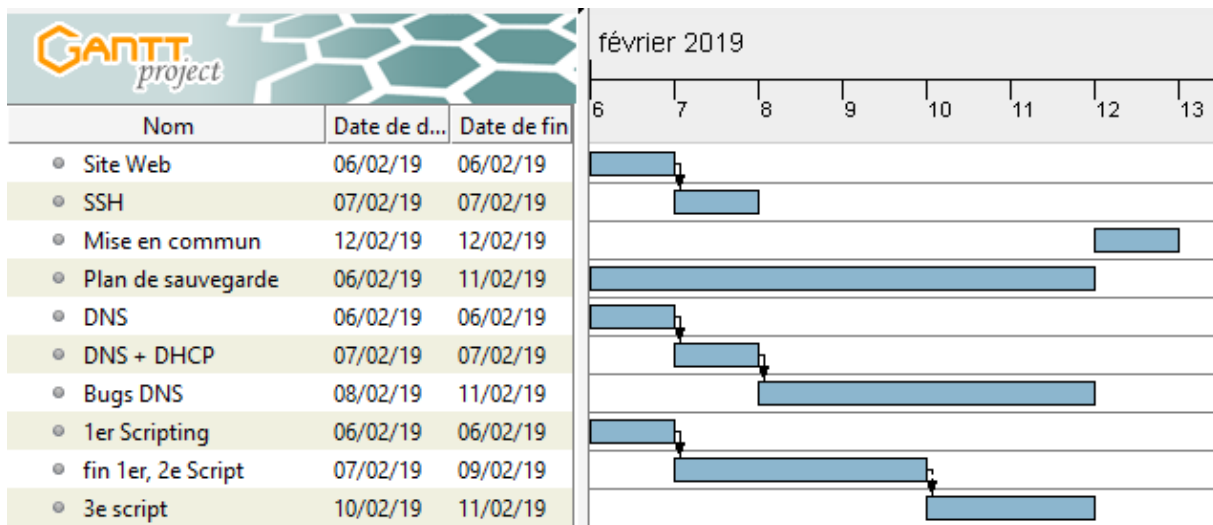 GANTT
project
février 2019
6 7 8 9 10 11 12 13
Nom Date de d... Date de fin
Site Web 06/02/19 06/02/19
SSH 07/02/19 07/02/19
Mise en commun 12/02/19 12/02/19
Plan de sauvegarde 06/02/19 11/02/19
DNS 06/02/19 06/02/19
DNS + DHCP 07/02/19 07/02/19
Bugs DNS 08/02/19 11/02/19
1er Scripting 06/02/19 06/02/19
fin 1er, 2e Script 07/02/19 09/02/19
3e script 10/02/19 11/02/19